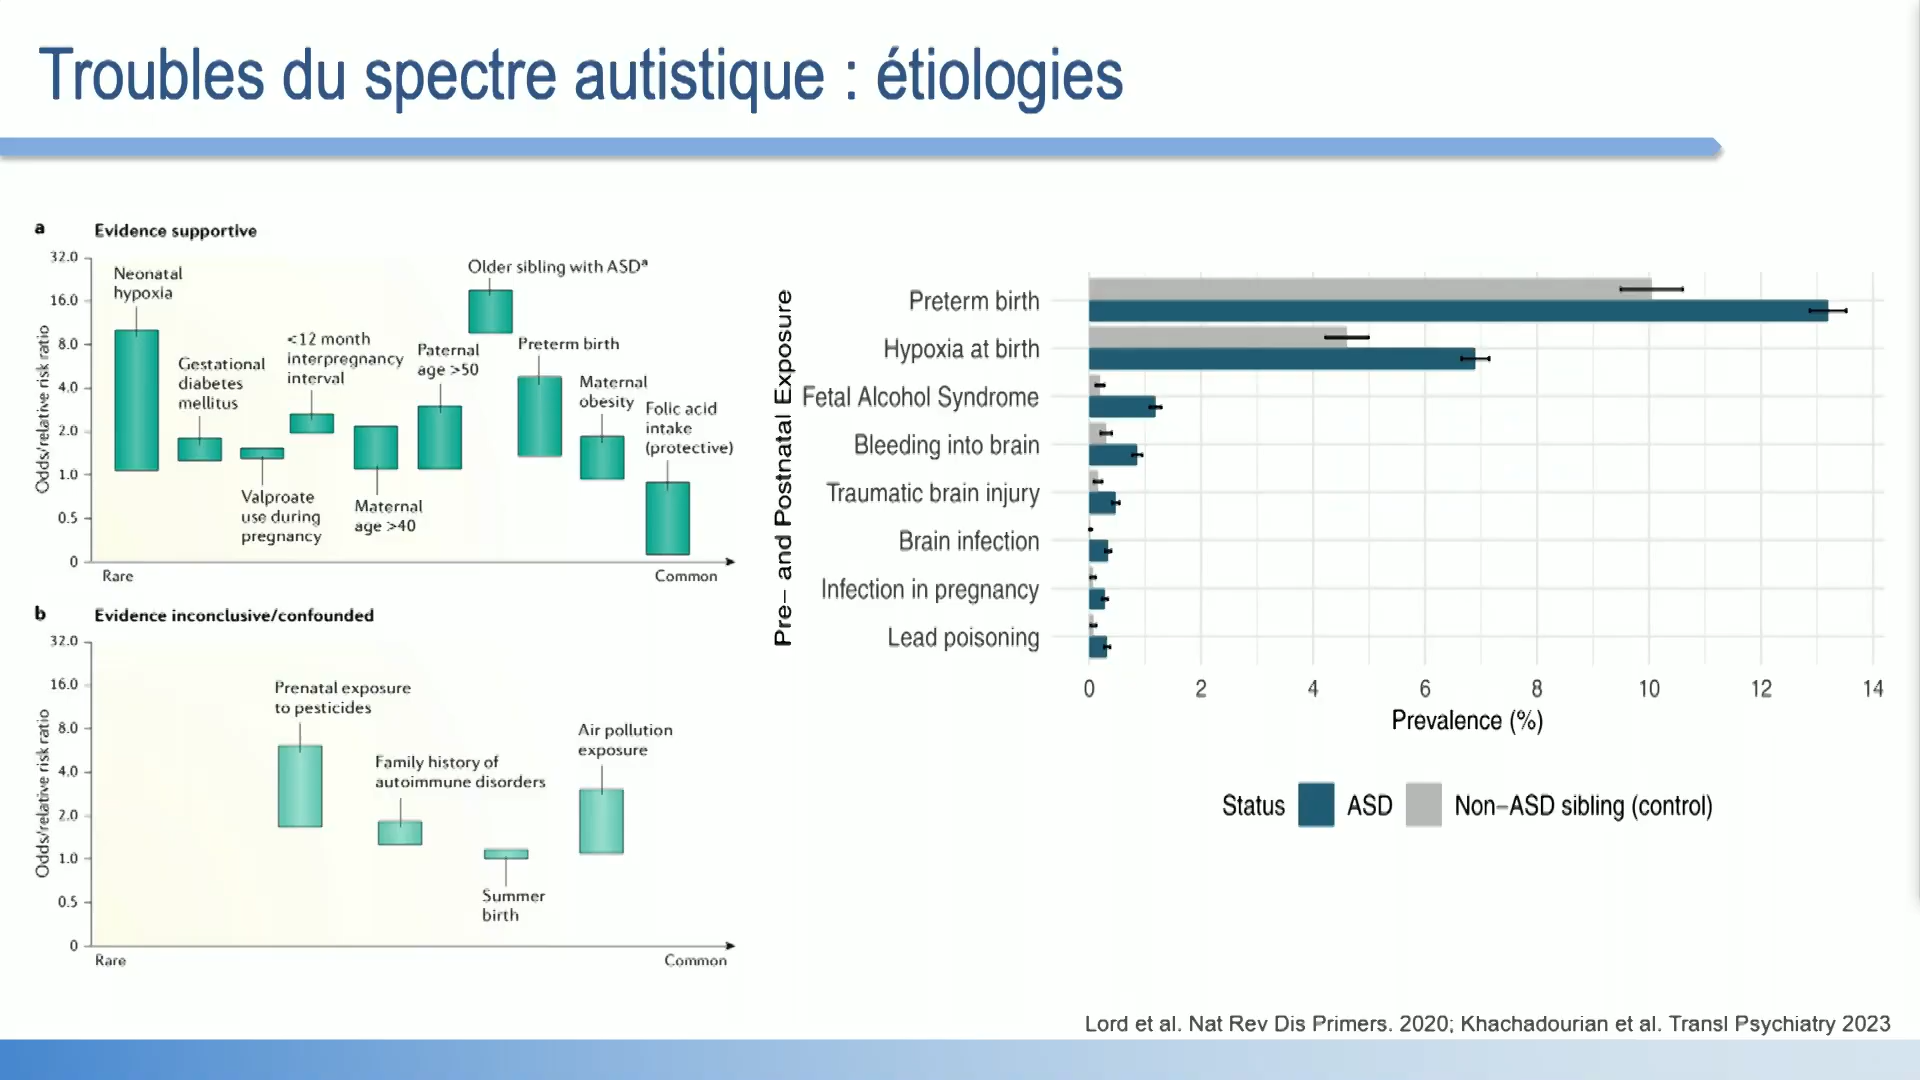 Troubles du spectre autistique : étiologies
a Evidence supportive
Odds/relative risk ratio
32.0
16.0
8.0
4.0
2.0
1.0
0.5
0
Neonatal
hypoxia
Gestational
diabetes
mellitus
Valproate
use during
pregnancy
<12 month
interpregnancy
interval
Maternal
age >40
Paternal
age >50
Older sibling with ASDᵃ
Preterm birth
Maternal
obesity
Folic acid
intake
(protective)
Rare Common
b Evidence inconclusive/confounded
Odds/relative risk ratio
32.0
16.0
8.0
4.0
2.0
1.0
0.5
0
Prenatal exposure
to pesticides
Family history of
autoimmune disorders
Summer
birth
Air pollution
exposure
Rare Common
Pre– and Postnatal Exposure
Preterm birth
Hypoxia at birth
Fetal Alcohol Syndrome
Bleeding into brain
Traumatic brain injury
Brain infection
Infection in pregnancy
Lead poisoning
0 2 4 6 8 10 12 14
Prevalence (%)
Status ASD Non–ASD sibling (control)
Lord et al. Nat Rev Dis Primers. 2020; Khachadourian et al. Transl Psychiatry 2023